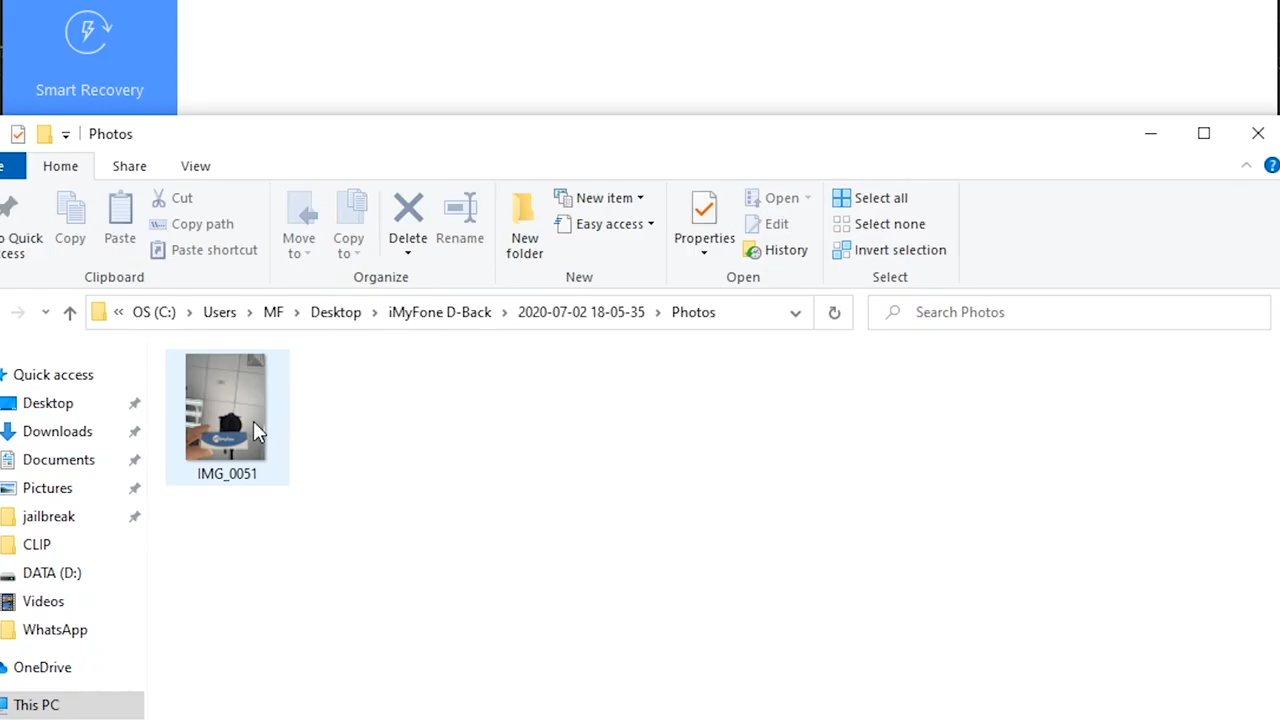 Smart Recovery
Photos
e Home Share View
o Quick
cess
Copy
Paste
Cut
Copy path
Paste shortcut
Clipboard
Move
to
Copy
to
Delete
Rename
Organize
New
folder
New item
Easy access
New
Properties
Open
Edit
History
Open
Select all
Select none
Invert selection
Select
« OS (C:) › Users › MF › Desktop › iMyFone D-Back › 2020-07-02 18-05-35 › Photos
Search Photos
Quick access
Desktop
Downloads
Documents
Pictures
jailbreak
CLIP
DATA (D:)
Videos
WhatsApp
OneDrive
This PC
IMG_0051